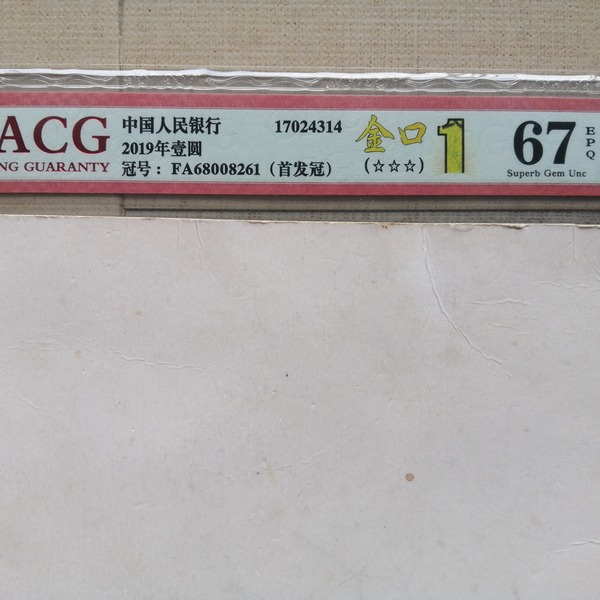 ACG
NG GUARANTY
中国人民银行 17024314
2019年壹圆
冠号：FA68008261（首发冠）
金口1
(☆☆☆)
67
EPQ
Superb Gem Unc